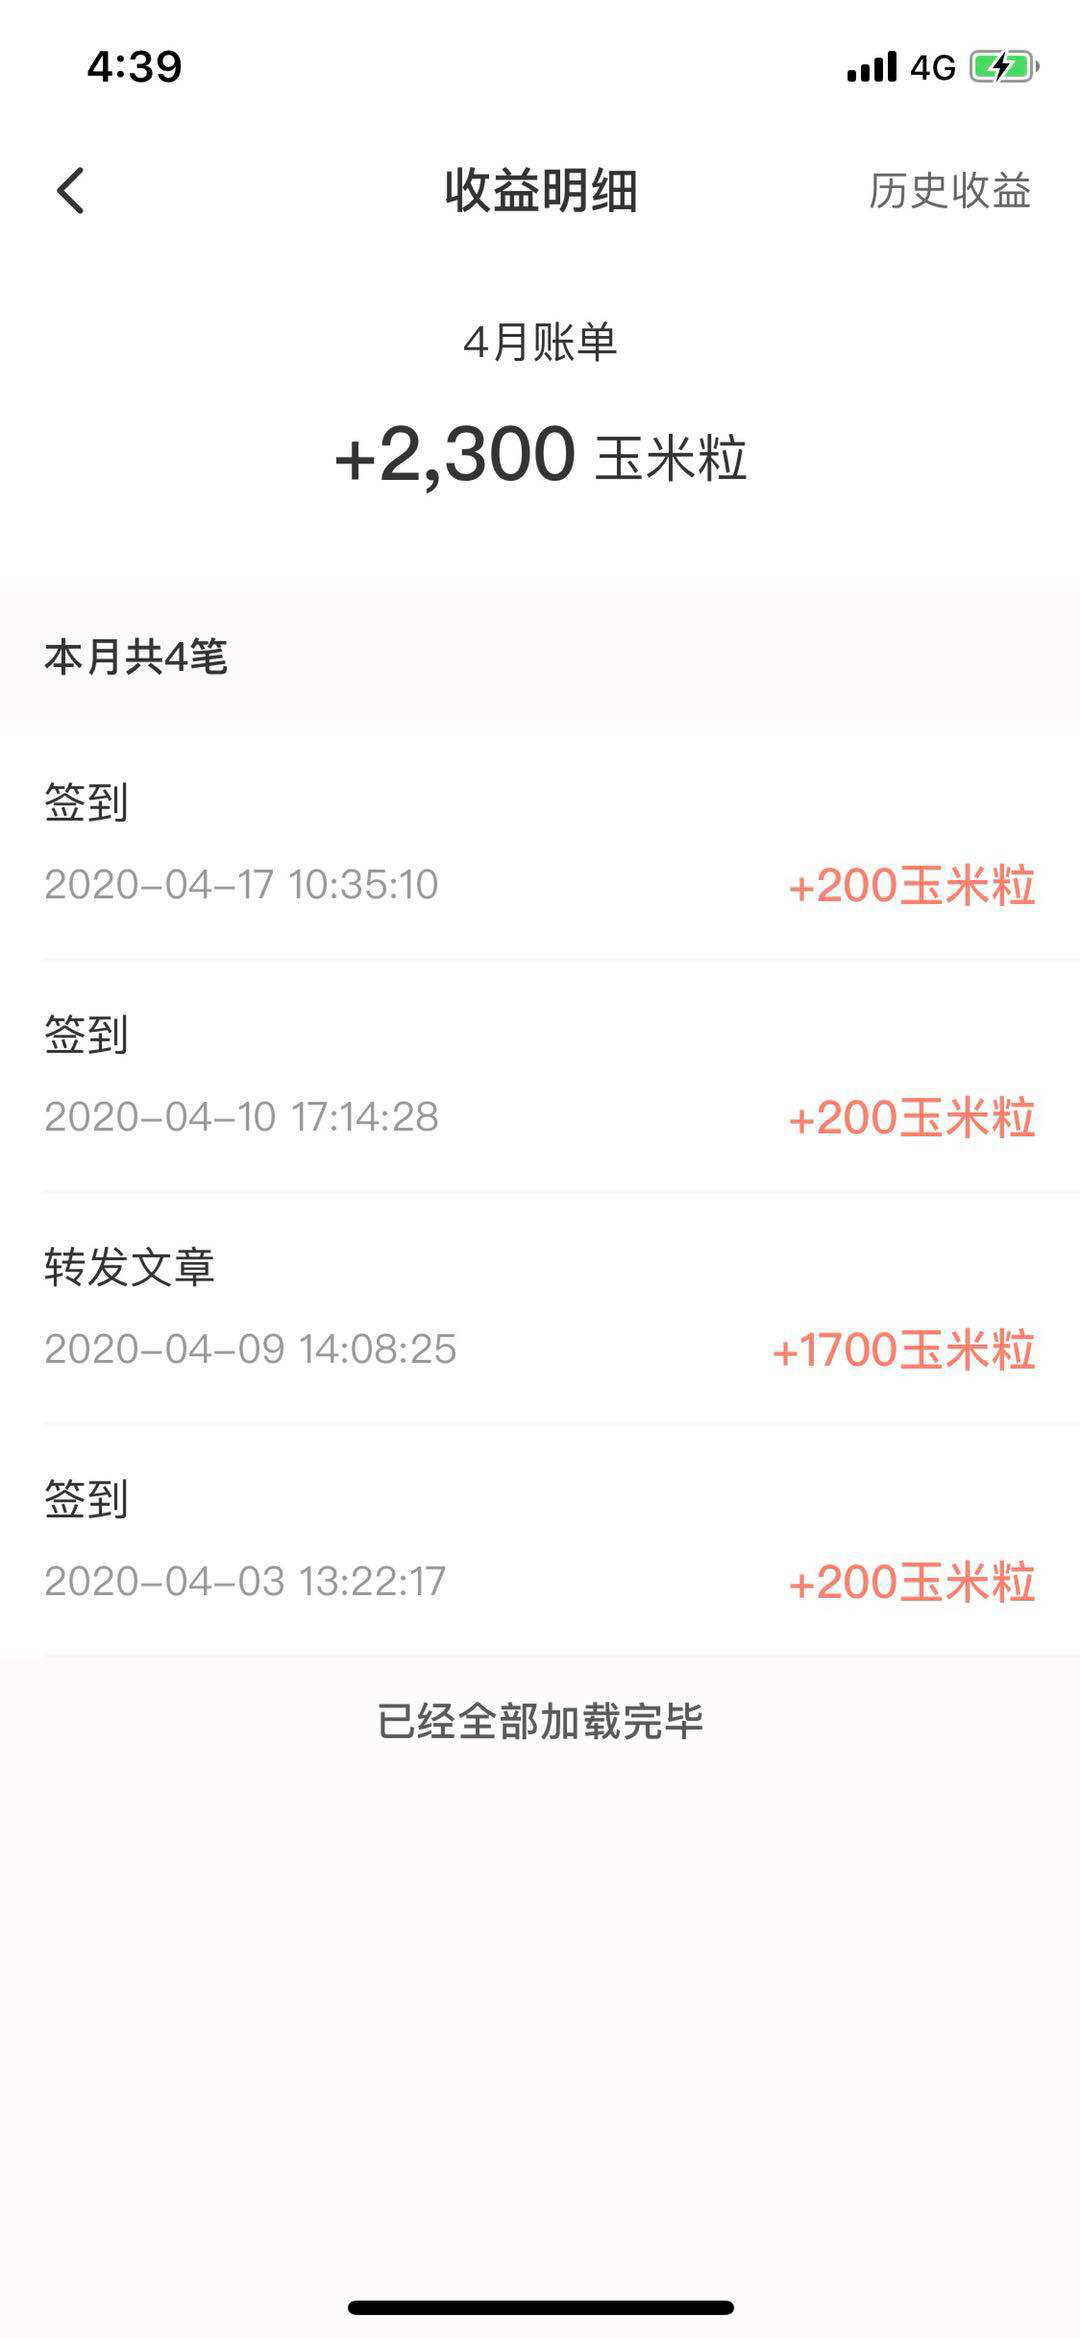 4:39 4G
收益明细 历史收益
4月账单
+2,300 玉米粒
本月共4笔
签到
2020-04-17 10:35:10 +200玉米粒
签到
2020-04-10 17:14:28 +200玉米粒
转发文章
2020-04-09 14:08:25 +1700玉米粒
签到
2020-04-03 13:22:17 +200玉米粒
已经全部加载完毕